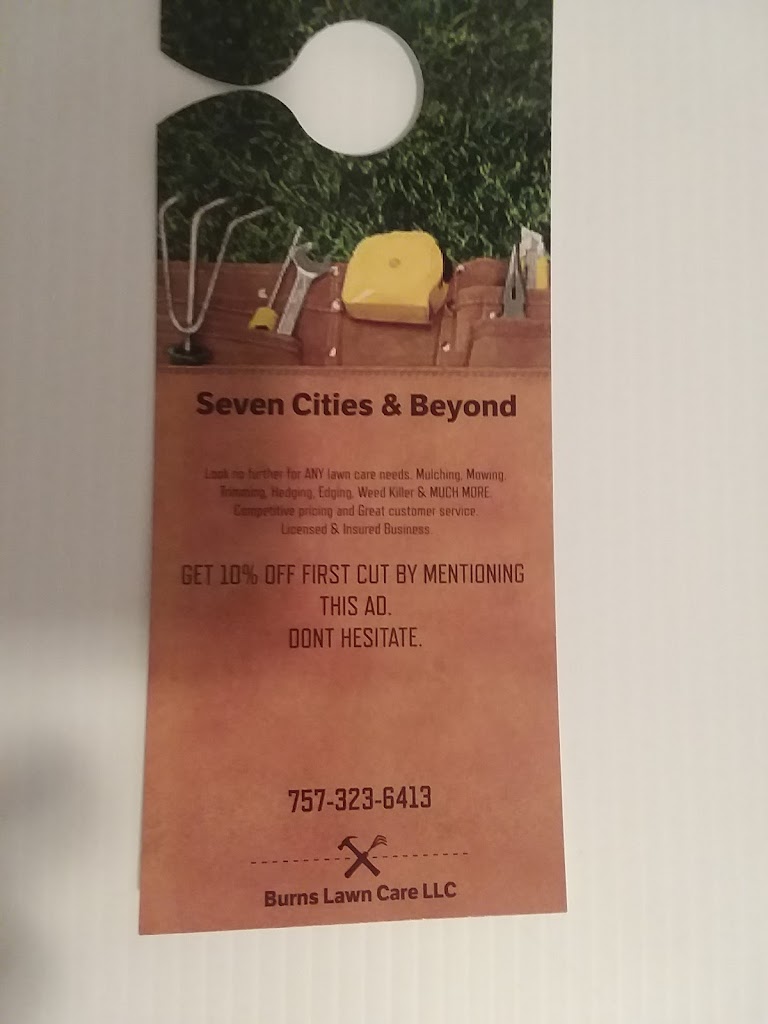 Seven Cities & Beyond
Look no further for ANY lawn care needs. Mulching, Mowing,
Trimming, Hedging, Edging, Weed Killer & MUCH MORE.
Competitive pricing and Great customer service.
Licensed & Insured Business.
GET 10% OFF FIRST CUT BY MENTIONING
THIS AD.
DONT HESITATE.
757-323-6413
Burns Lawn Care LLC